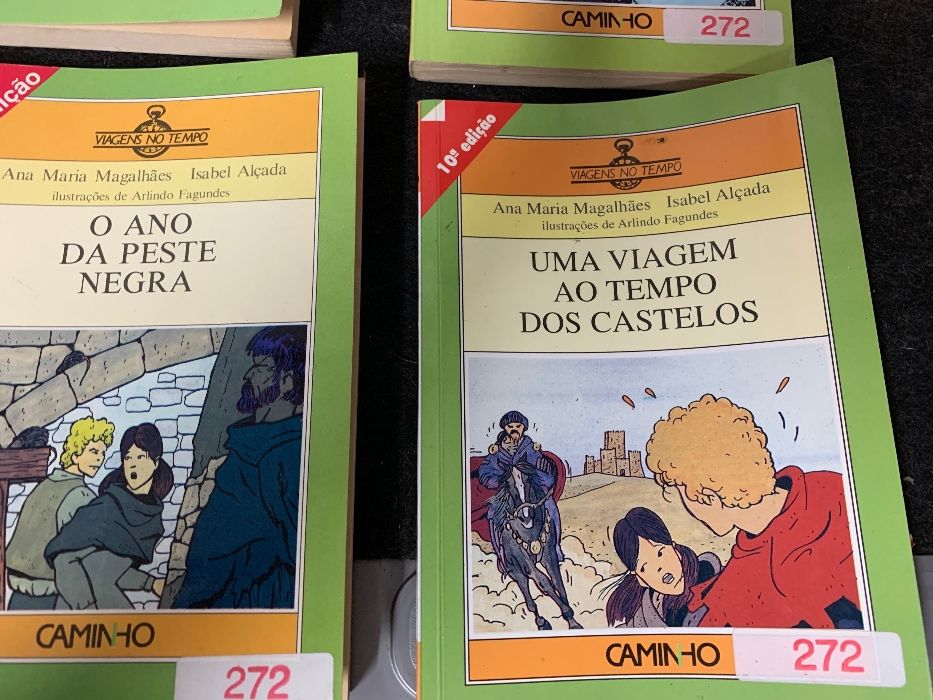 CAMINHO
272
ição
VIAGENS NO TEMPO
Ana Maria Magalhães Isabel Alçada
ilustrações de Arlindo Fagundes
O ANO
DA PESTE
NEGRA
CAMINHO
272
10ª edição
VIAGENS NO TEMPO
Ana Maria Magalhães Isabel Alçada
ilustrações de Arlindo Fagundes
UMA VIAGEM
AO TEMPO
DOS CASTELOS
CAMINHO
272